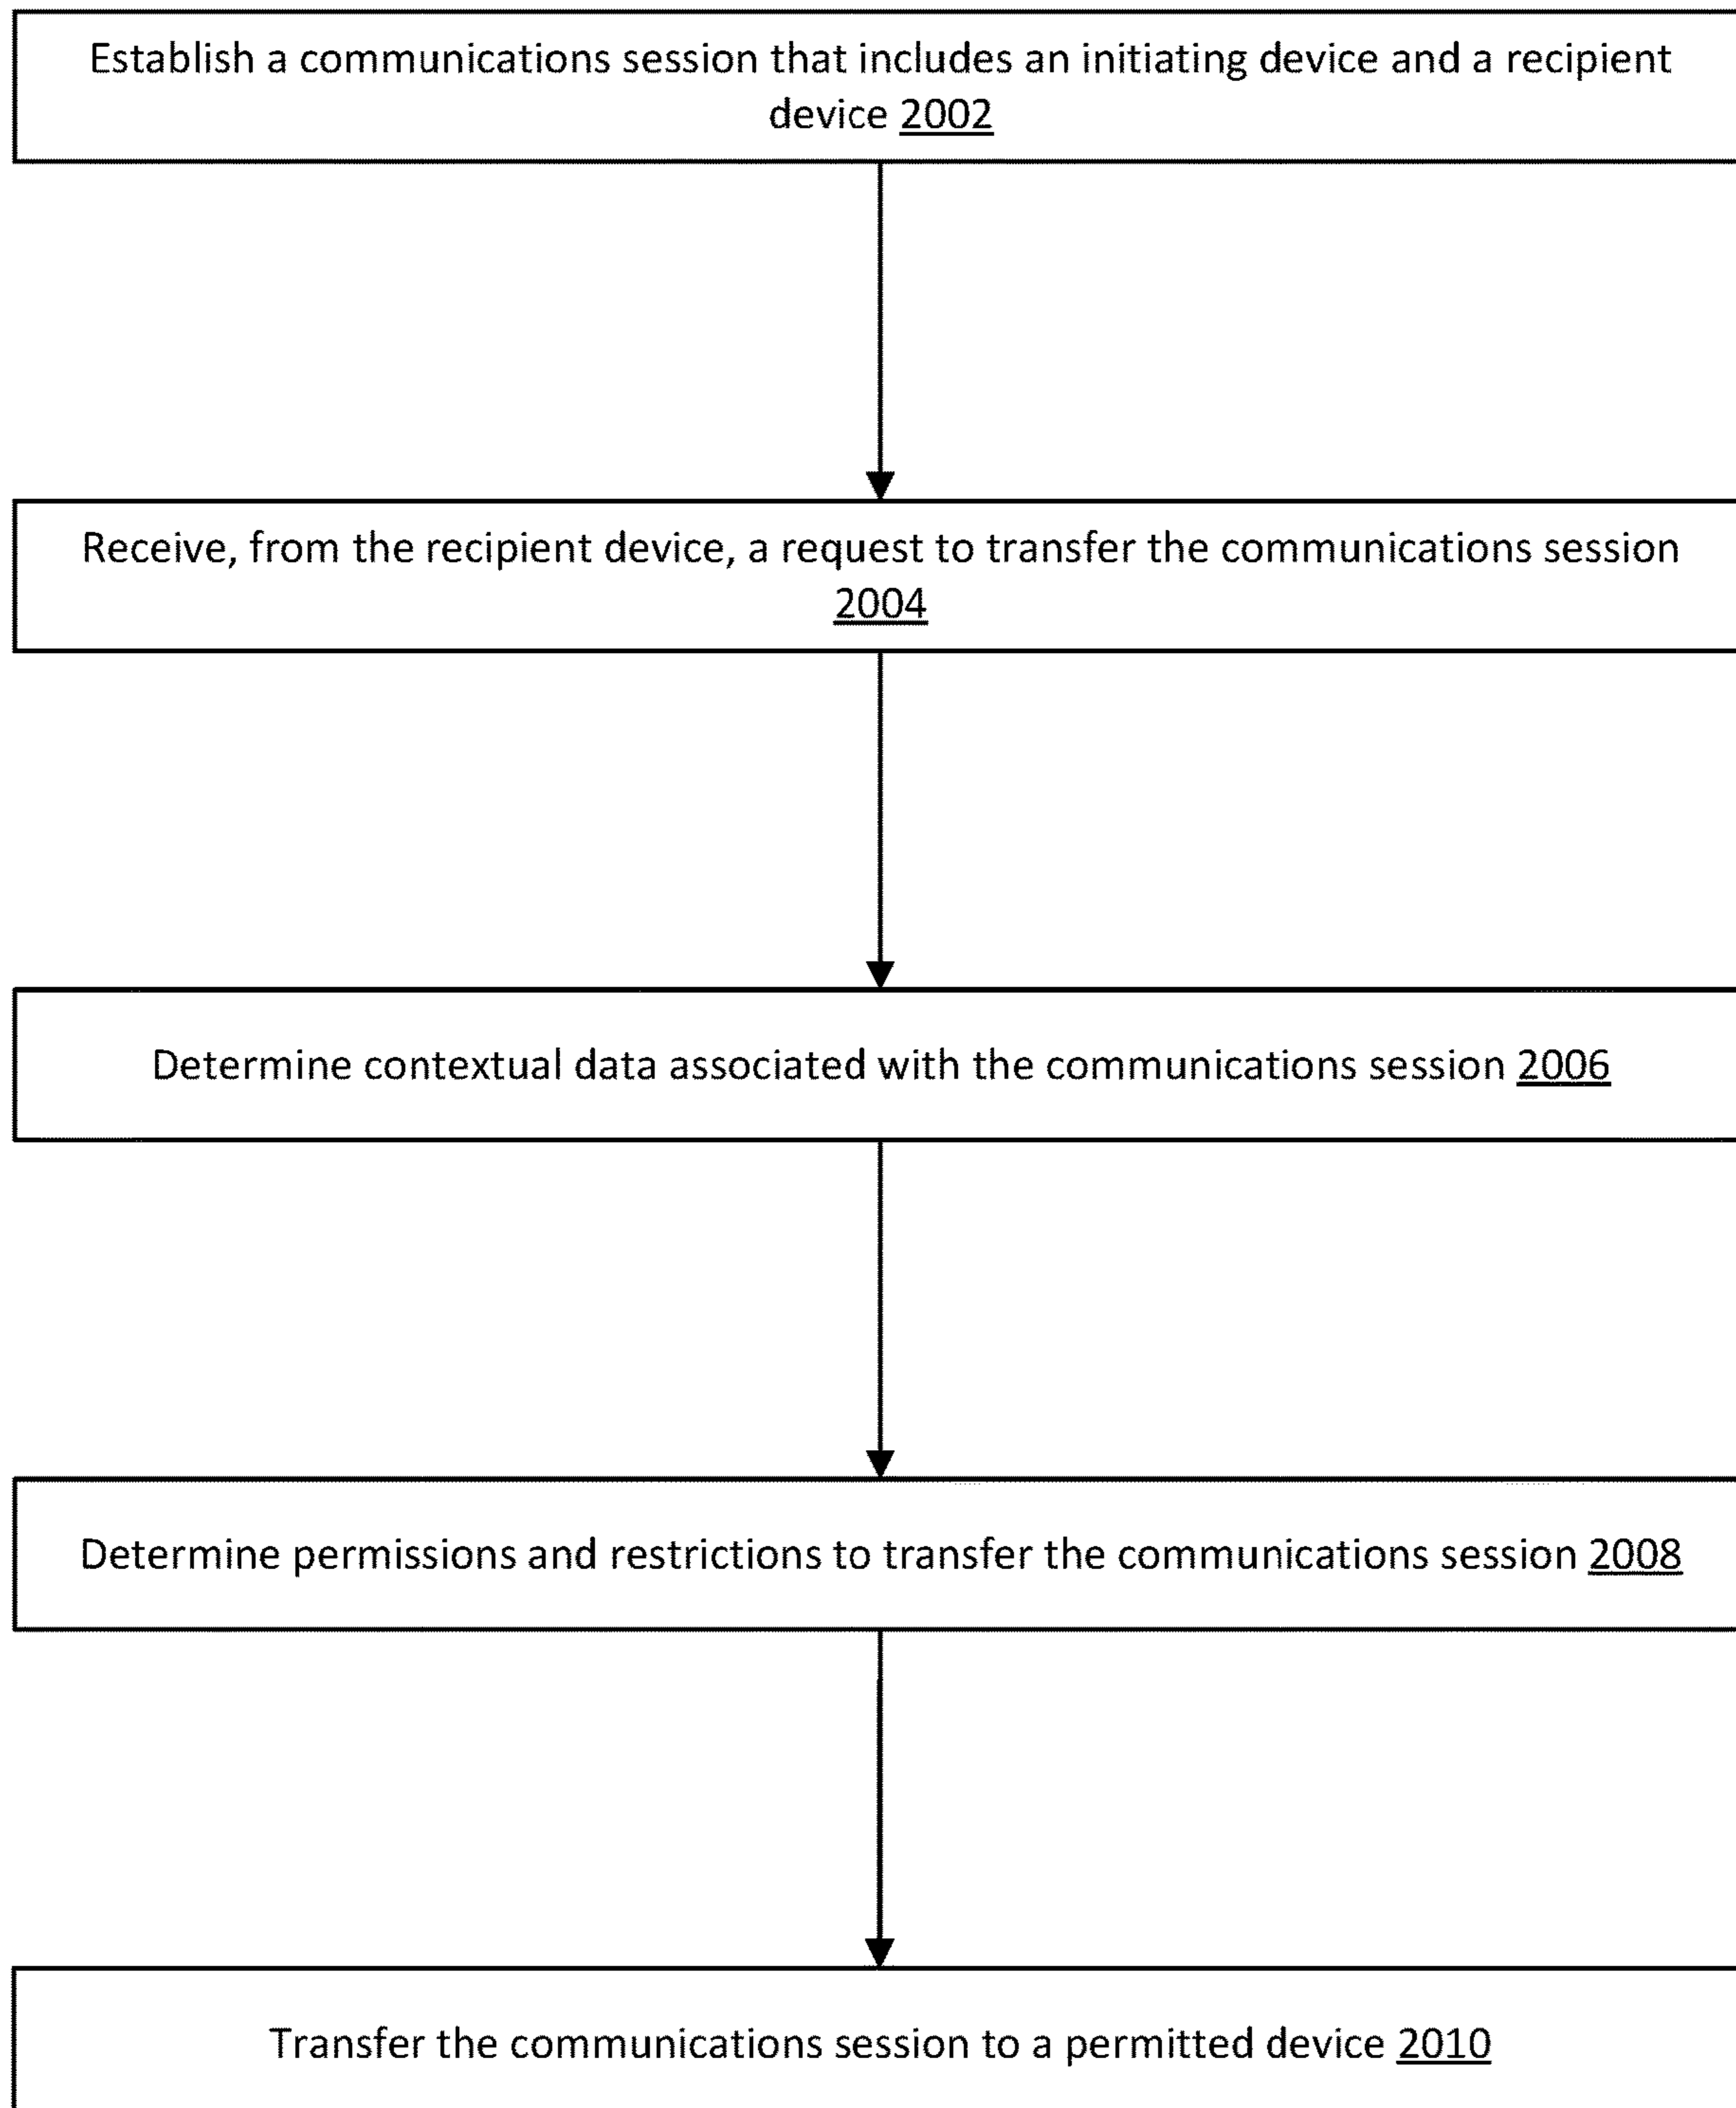 Establish a communications session that includes an initiating device and a recipient
device 2002
Receive, from the recipient device, a request to transfer the communications session
2004
Determine contextual data associated with the communications session 2006
Determine permissions and restrictions to transfer the communications session 2008
Transfer the communications session to a permitted device 2010